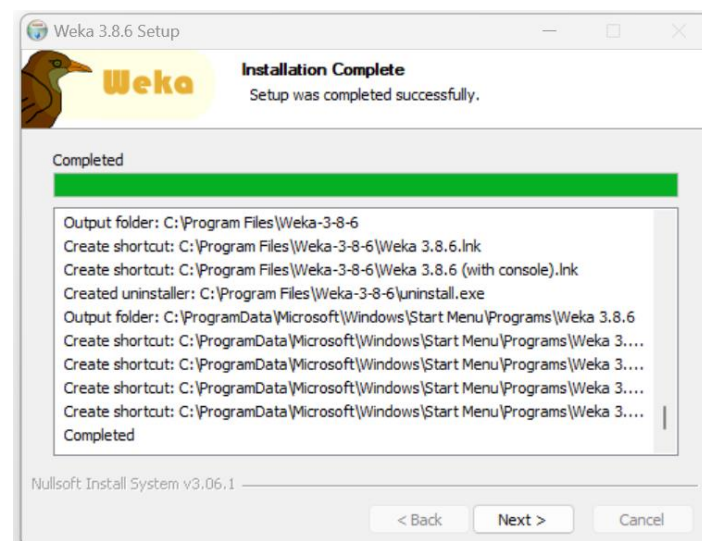 Weka 3.8.6 Setup
Weka
Installation Complete
Setup was completed successfully.
Completed
Output folder: C:\Program Files\Weka-3-8-6
Create shortcut: C:\Program Files\Weka-3-8-6\Weka 3.8.6.lnk
Create shortcut: C:\Program Files\Weka-3-8-6\Weka 3.8.6 (with console).lnk
Created uninstaller: C:\Program Files\Weka-3-8-6\uninstall.exe
Output folder: C:\ProgramData\Microsoft\Windows\Start Menu\Programs\Weka 3.8.6
Create shortcut: C:\ProgramData\Microsoft\Windows\Start Menu\Programs\Weka 3....
Create shortcut: C:\ProgramData\Microsoft\Windows\Start Menu\Programs\Weka 3....
Create shortcut: C:\ProgramData\Microsoft\Windows\Start Menu\Programs\Weka 3....
Create shortcut: C:\ProgramData\Microsoft\Windows\Start Menu\Programs\Weka 3....
Completed
Nullsoft Install System v3.06.1
< Back Next > Cancel